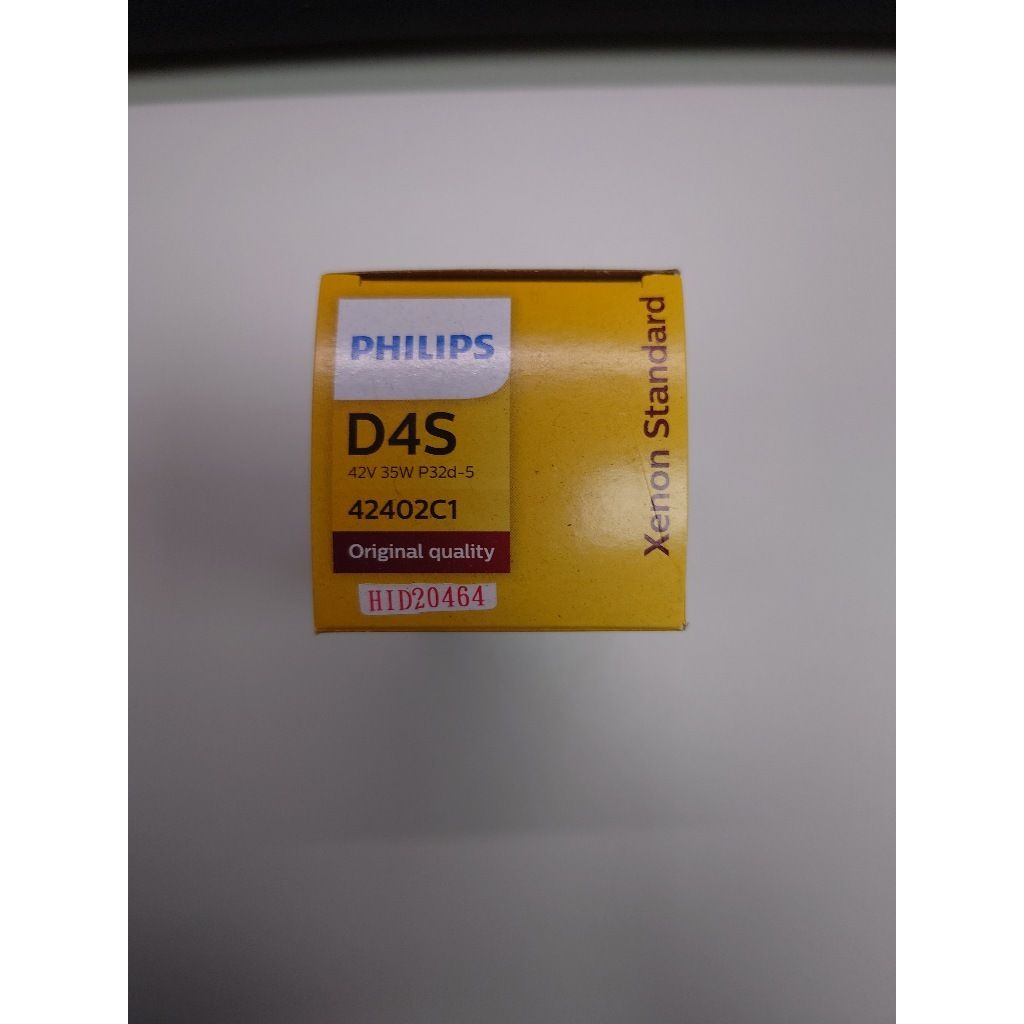 PHILIPS
D4S
42V 35W P32d-5
42402C1
Original quality
HID20464
Xenon Standard